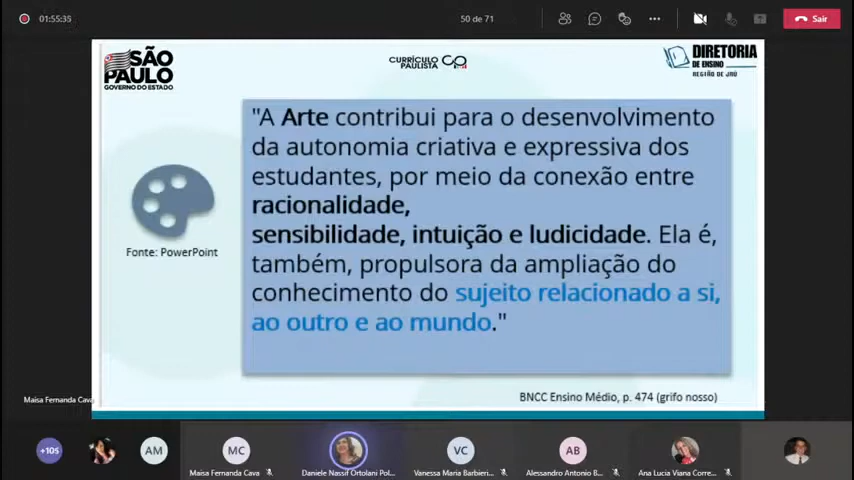 01:55:35
50 de 71
Sair
SÃO
PAULO
GOVERNO DO ESTADO
CURRÍCULO
PAULISTA
DIRETORIA
DE ENSINO
REGIÃO DE JAÚ
"A Arte contribui para o desenvolvimento
da autonomia criativa e expressiva dos
estudantes, por meio da conexão entre
racionalidade,
sensibilidade, intuição e ludicidade. Ela é,
também, propulsora da ampliação do
conhecimento do sujeito relacionado a si,
ao outro e ao mundo."
Fonte: PowerPoint
BNCC Ensino Médio, p. 474 (grifo nosso)
Maisa Fernanda Cava
+105
AM
MC
VC
AB
Maisa Fernanda Cava
Daniele Nassif Ortolani Pol...
Vanessa Maria Barbieri...
Alessandro Antonio B...
Ana Lucia Viana Corre...